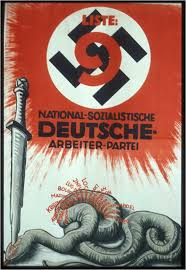 LISTE:
9
NATIONAL-SOZIALISTISCHE
DEUTSCHE-
ARBEITER-PARTEI